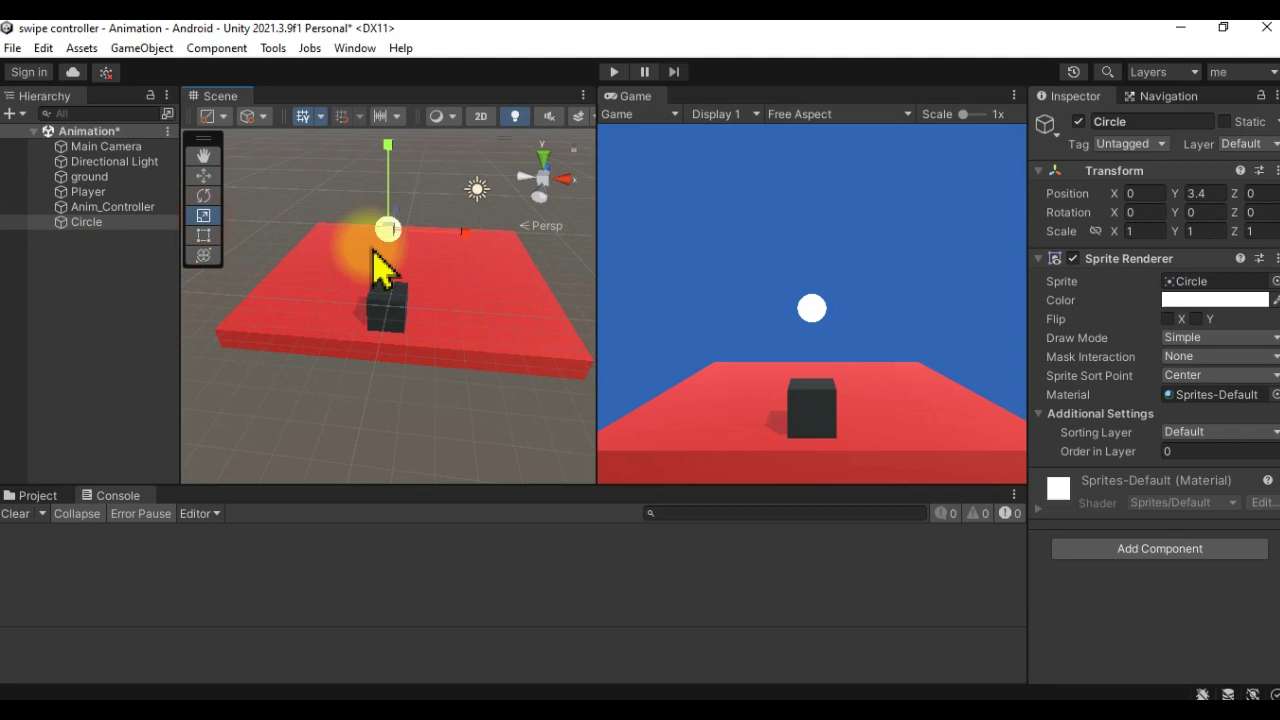 swipe controller - Animation - Android - Unity 2021.3.9f1 Personal* <DX11>
File Edit Assets GameObject Component Tools Jobs Window Help
Sign in Layers me
Hierarchy Scene Game Inspector Navigation
All 2D Game Display 1 Free Aspect Scale 1x Circle Static
Animation*
Tag Untagged Layer Default
Main Camera
Directional Light
ground
Player
Anim_Controller
Circle
y
x
Persp
Transform
Position X 0 Y 3.4 Z 0
Rotation X 0 Y 0 Z 0
Scale X 1 Y 1 Z 1
Sprite Renderer
Sprite Circle
Color
Flip X Y
Draw Mode Simple
Mask Interaction None
Sprite Sort Point Center
Material Sprites-Default
Additional Settings
Sorting Layer Default
Order in Layer 0
Sprites-Default (Material)
Shader Sprites/Default Edit...
Add Component
Project Console
Clear Collapse Error Pause Editor 0 0 0